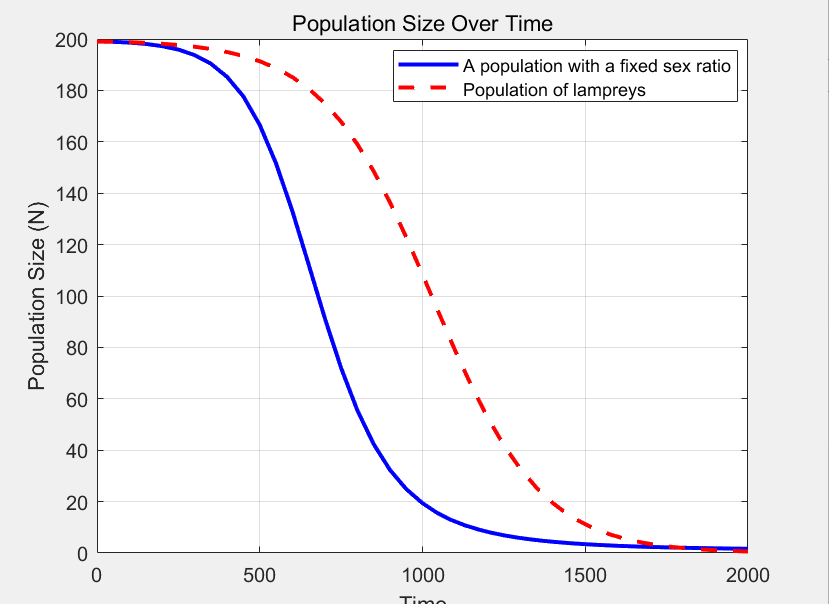 Population Size Over Time
A population with a fixed sex ratio
Population of lampreys
Population Size (N)
200
180
160
140
120
100
80
60
40
20
0
0 500 1000 1500 2000
Time